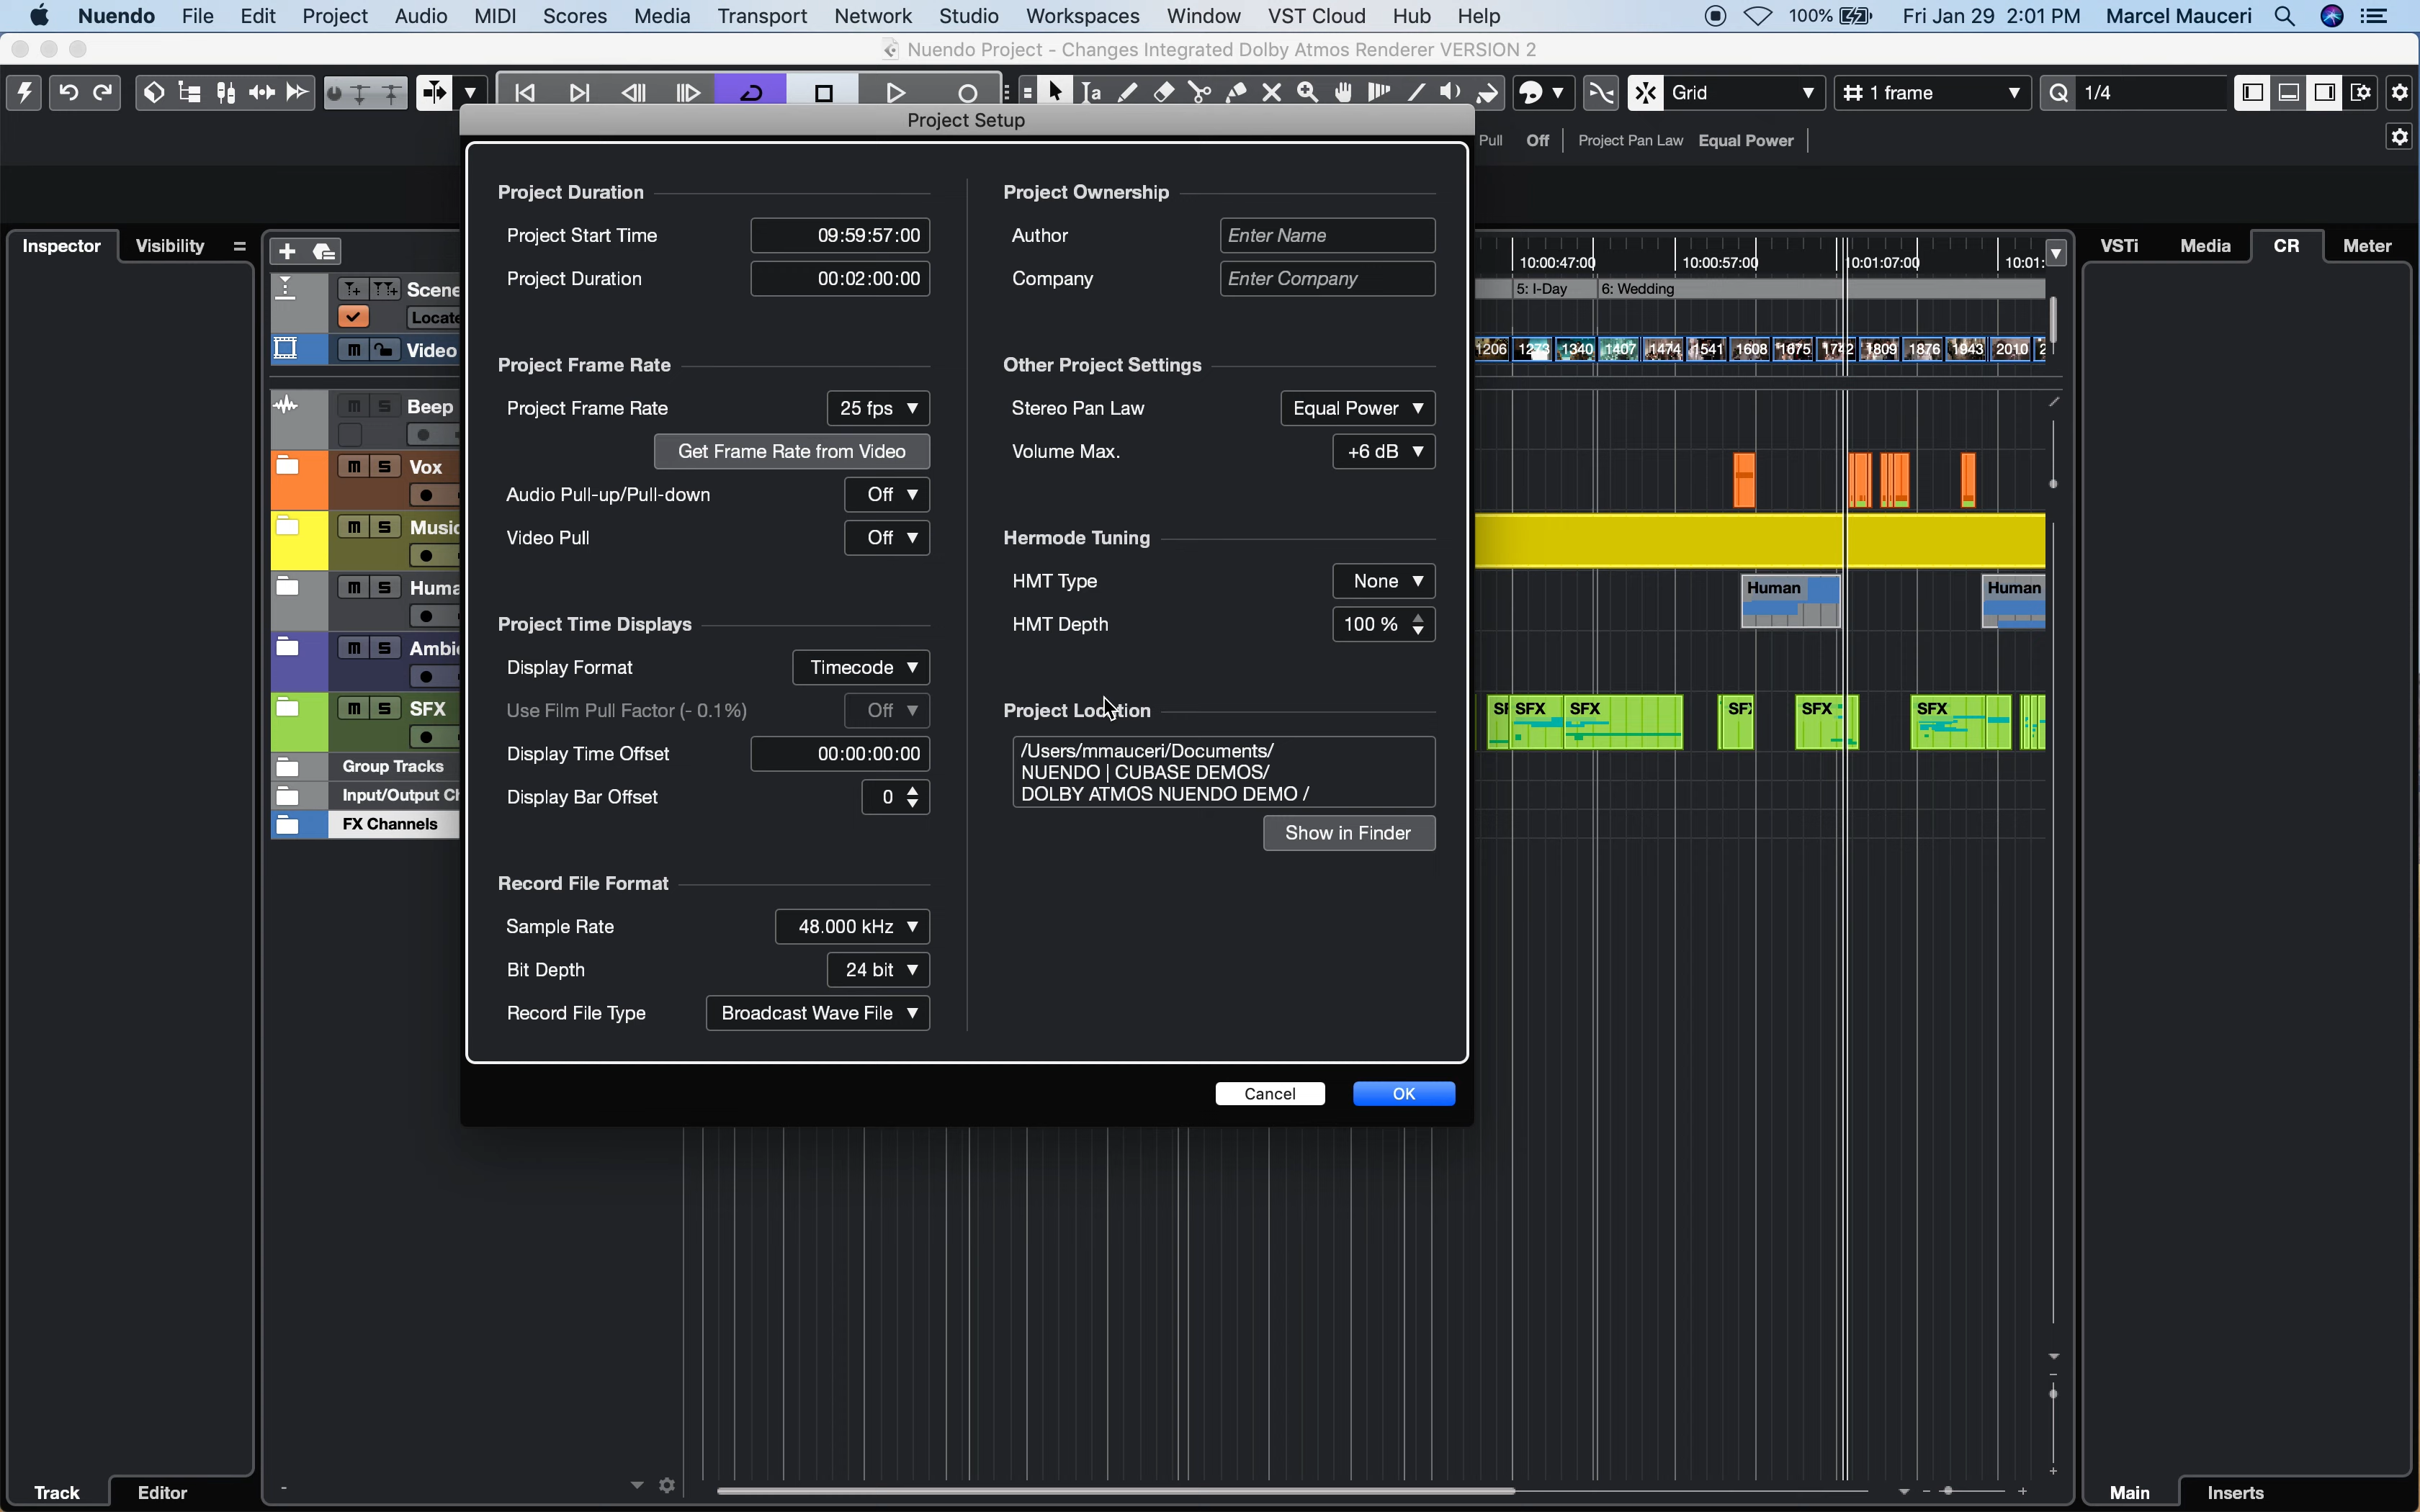 Nuendo File Edit Project Audio MIDI Scores Media Transport Network Studio Workspaces Window VST Cloud Hub Help 100% Fri Jan 29 2:01 PM Marcel Mauceri
Nuendo Project - Changes Integrated Dolby Atmos Renderer VERSION 2
a Grid 1 frame Q 1/4
Project Setup
Pull Off Project Pan Law Equal Power
Inspector Visibility
Project Duration
Project Start Time 09:59:57:00
Project Duration 00:02:00:00
Project Frame Rate
Project Frame Rate 25 fps
Get Frame Rate from Video
Audio Pull-up/Pull-down Off
Video Pull Off
Project Time Displays
Display Format Timecode
Use Film Pull Factor (- 0.1%) Off
Display Time Offset 00:00:00:00
Display Bar Offset 0
Record File Format
Sample Rate 48.000 kHz
Bit Depth 24 bit
Record File Type Broadcast Wave File
Project Ownership
Author Enter Name
Company Enter Company
Other Project Settings
Stereo Pan Law Equal Power
Volume Max. +6 dB
Hermode Tuning
HMT Type None
HMT Depth 100 %
Project Location
/Users/mmauceri/Documents/
NUENDO | CUBASE DEMOS/
DOLBY ATMOS NUENDO DEMO /
Show in Finder
Cancel OK
Scene
Locate
m Video
m S Beep
m S Vox
m S Music
m S Huma
m S Ambi
m S SFX
Group Tracks
Input/Output Ch
FX Channels
10:00:47:00 10:00:57:00 10:01:07:00 10:01:
5: I-Day 6: Wedding
1206 1273 1340 1407 1474 1541 1608 1675 1742 1809 1876 1943 2010 2
Human Human
SF SFX SFX SFX SFX SFX
VSTi Media CR Meter
Track Editor
Main Inserts